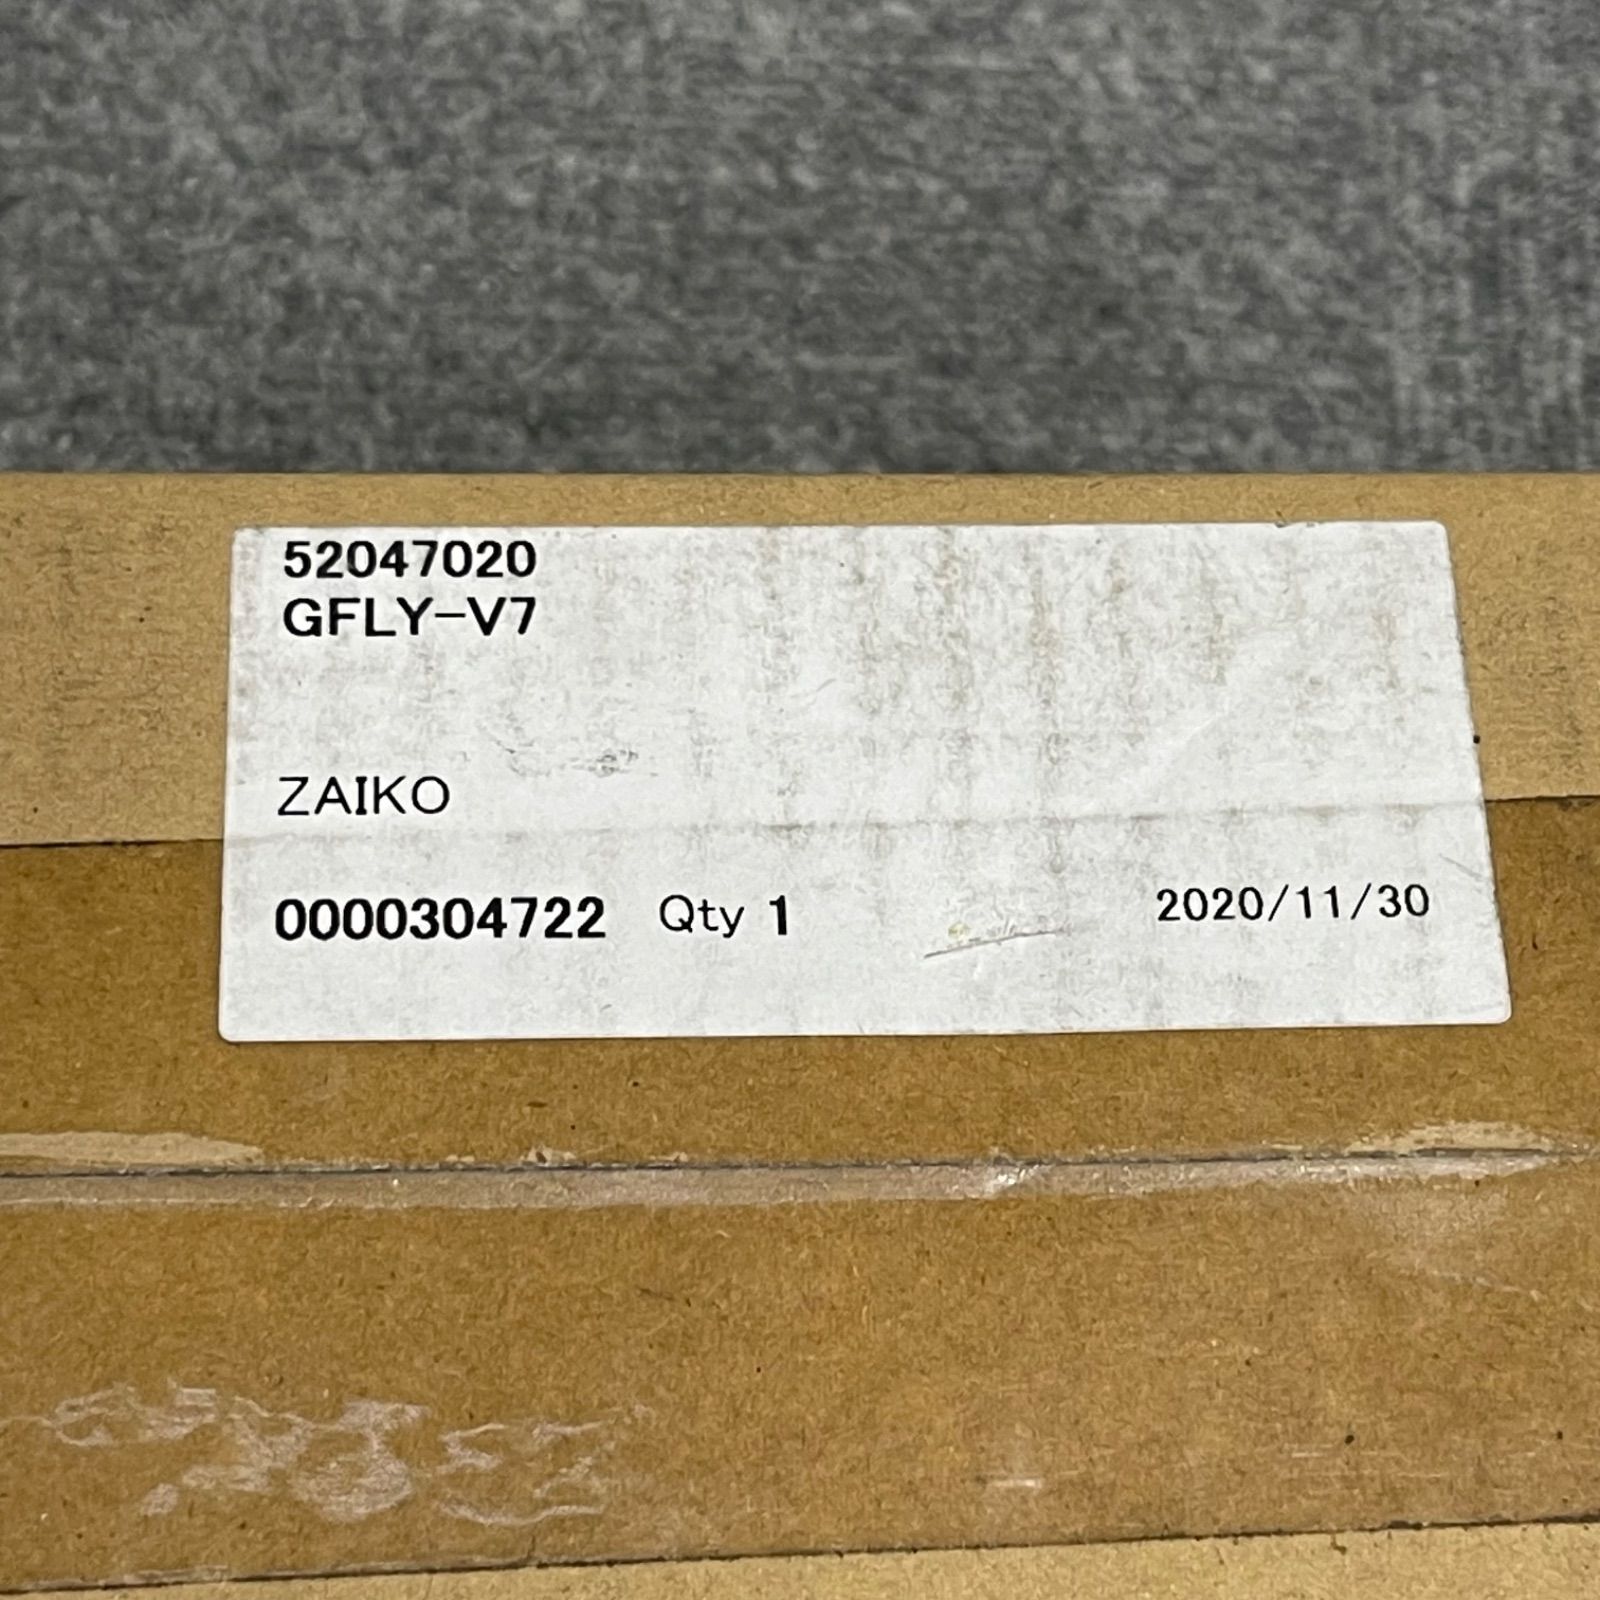 52047020
GFLY-V7
ZAIKO
0000304722 Qty 1 2020/11/30